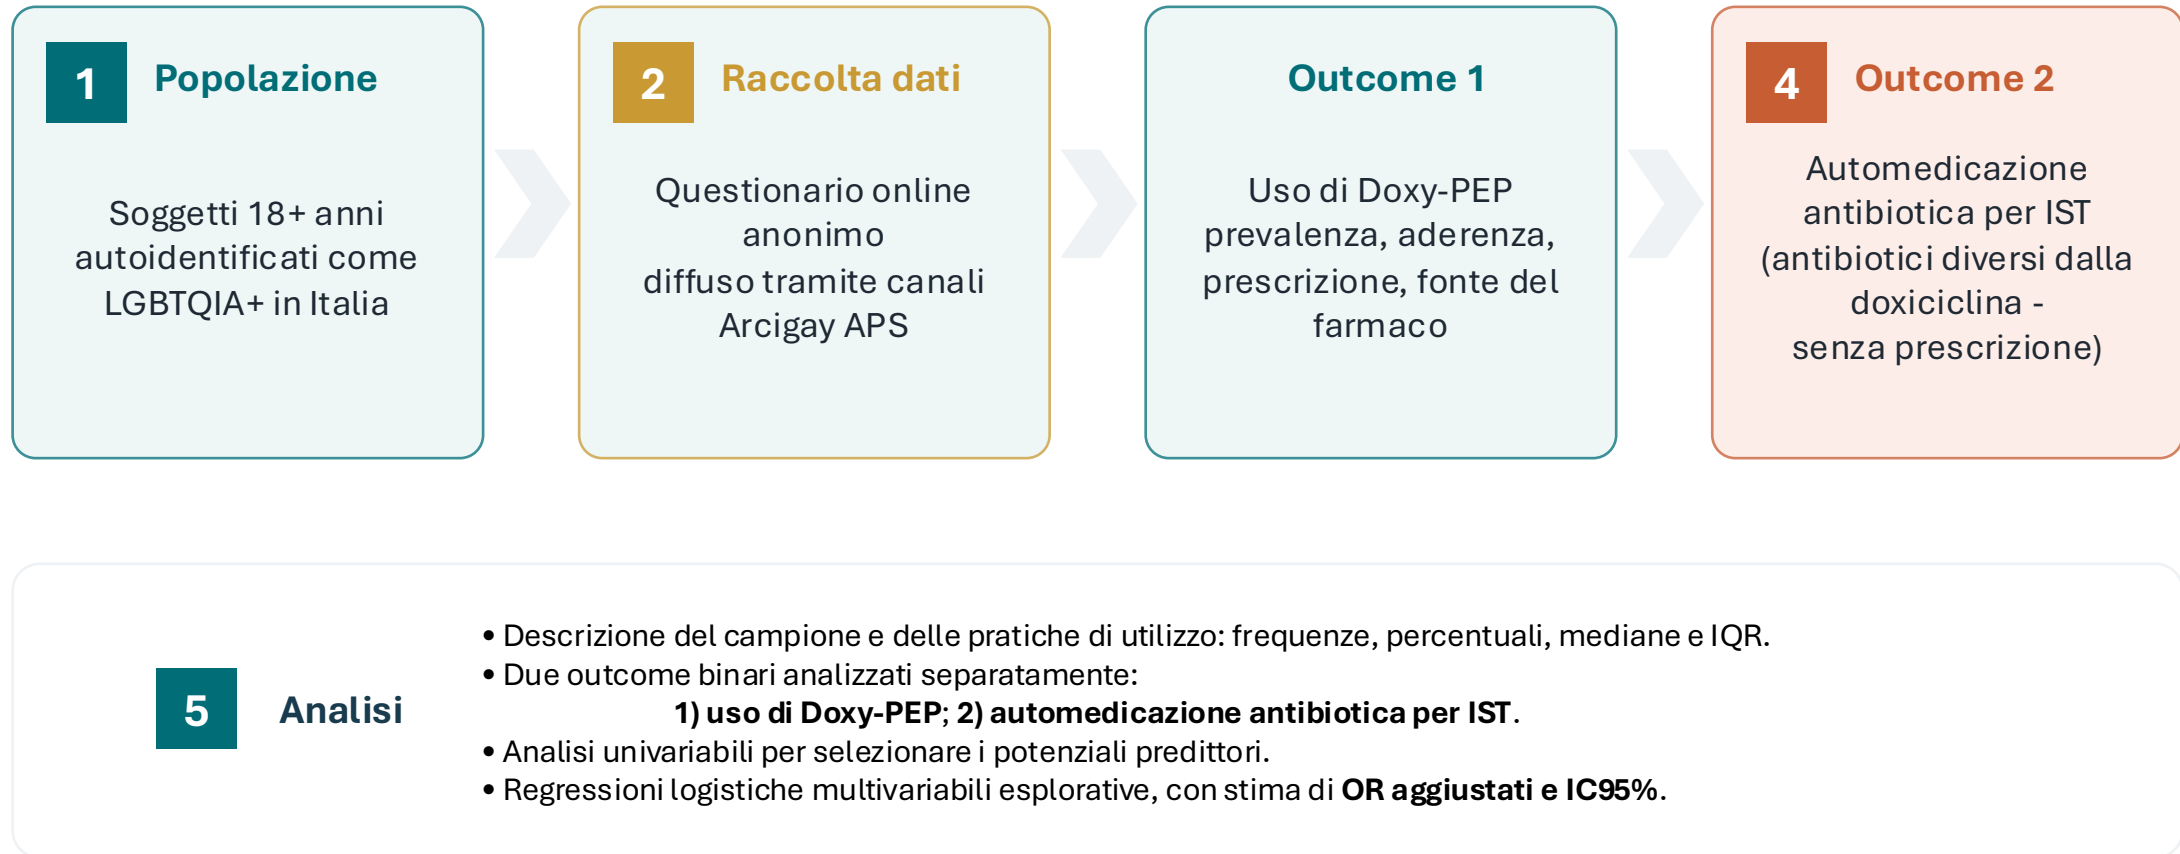 1 Popolazione
Soggetti 18+ anni
autoidentificati come
LGBTQIA+ in Italia
2 Raccolta dati
Questionario online
anonimo
diffuso tramite canali
Arcigay APS
Outcome 1
Uso di Doxy-PEP
prevalenza, aderenza,
prescrizione, fonte del
farmaco
4 Outcome 2
Automedicazione
antibiotica per IST
(antibiotici diversi dalla
doxiciclina -
senza prescrizione)
5 Analisi
• Descrizione del campione e delle pratiche di utilizzo: frequenze, percentuali, mediane e IQR.
• Due outcome binari analizzati separatamente:
1) uso di Doxy-PEP; 2) automedicazione antibiotica per IST.
• Analisi univariabili per selezionare i potenziali predittori.
• Regressioni logistiche multivariabili esplorative, con stima di OR aggiustati e IC95%.